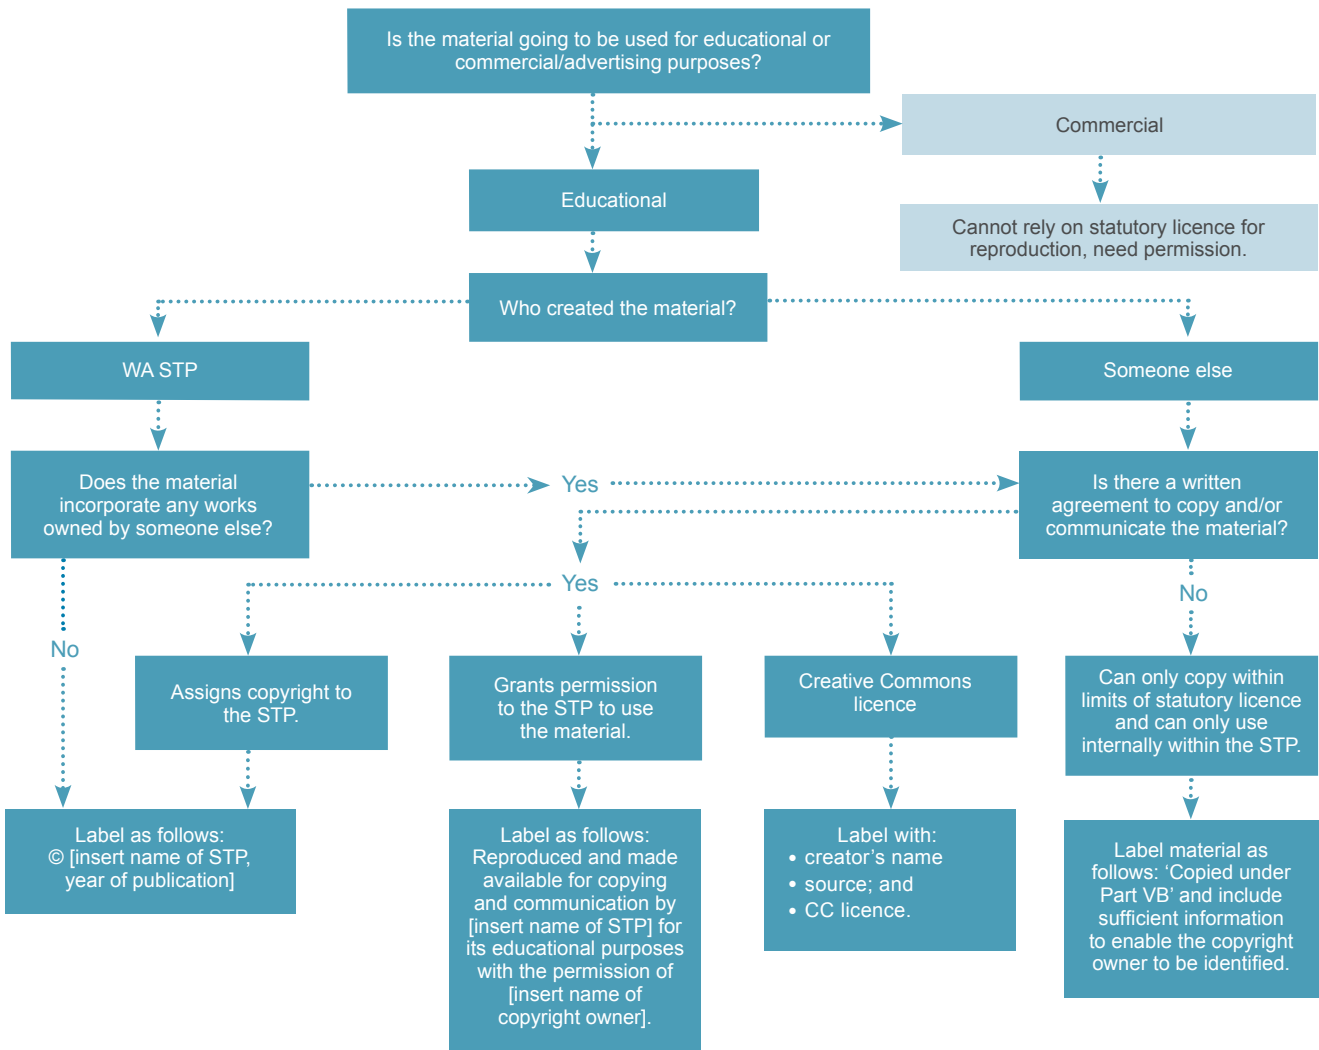 Is the material going to be used for educational or
commercial/advertising purposes?
Commercial
Educational
Cannot rely on statutory licence for
reproduction, need permission.
Who created the material?
WA STP
Someone else
Does the material
incorporate any works
owned by someone else?
Yes
Is there a written
agreement to copy and/or
communicate the material?
Yes
No
No
Assigns copyright to
the STP.
Grants permission
to the STP to use
the material.
Creative Commons
licence
Can only copy within
limits of statutory licence
and can only use
internally within the STP.
Label as follows:
© [insert name of STP,
year of publication]
Label as follows:
Reproduced and made
available for copying
and communication by
[insert name of STP] for
its educational purposes
with the permission of
[insert name of
copyright owner].
Label with:
• creator’s name
• source; and
• CC licence.
Label material as
follows: ‘Copied under
Part VB’ and include
sufficient information
to enable the copyright
owner to be identified.